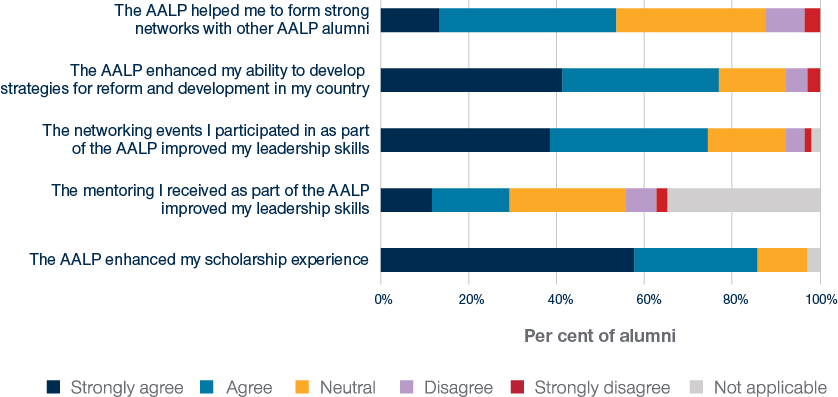 The AALP helped me to form strong
networks with other AALP alumni
The AALP enhanced my ability to develop
strategies for reform and development in my country
The networking events I participated in as part
of the AALP improved my leadership skills
The mentoring I received as part of the AALP
improved my leadership skills
The AALP enhanced my scholarship experience
0% 20% 40% 60% 80% 100%
Per cent of alumni
Strongly agree Agree Neutral Disagree Strongly disagree Not applicable